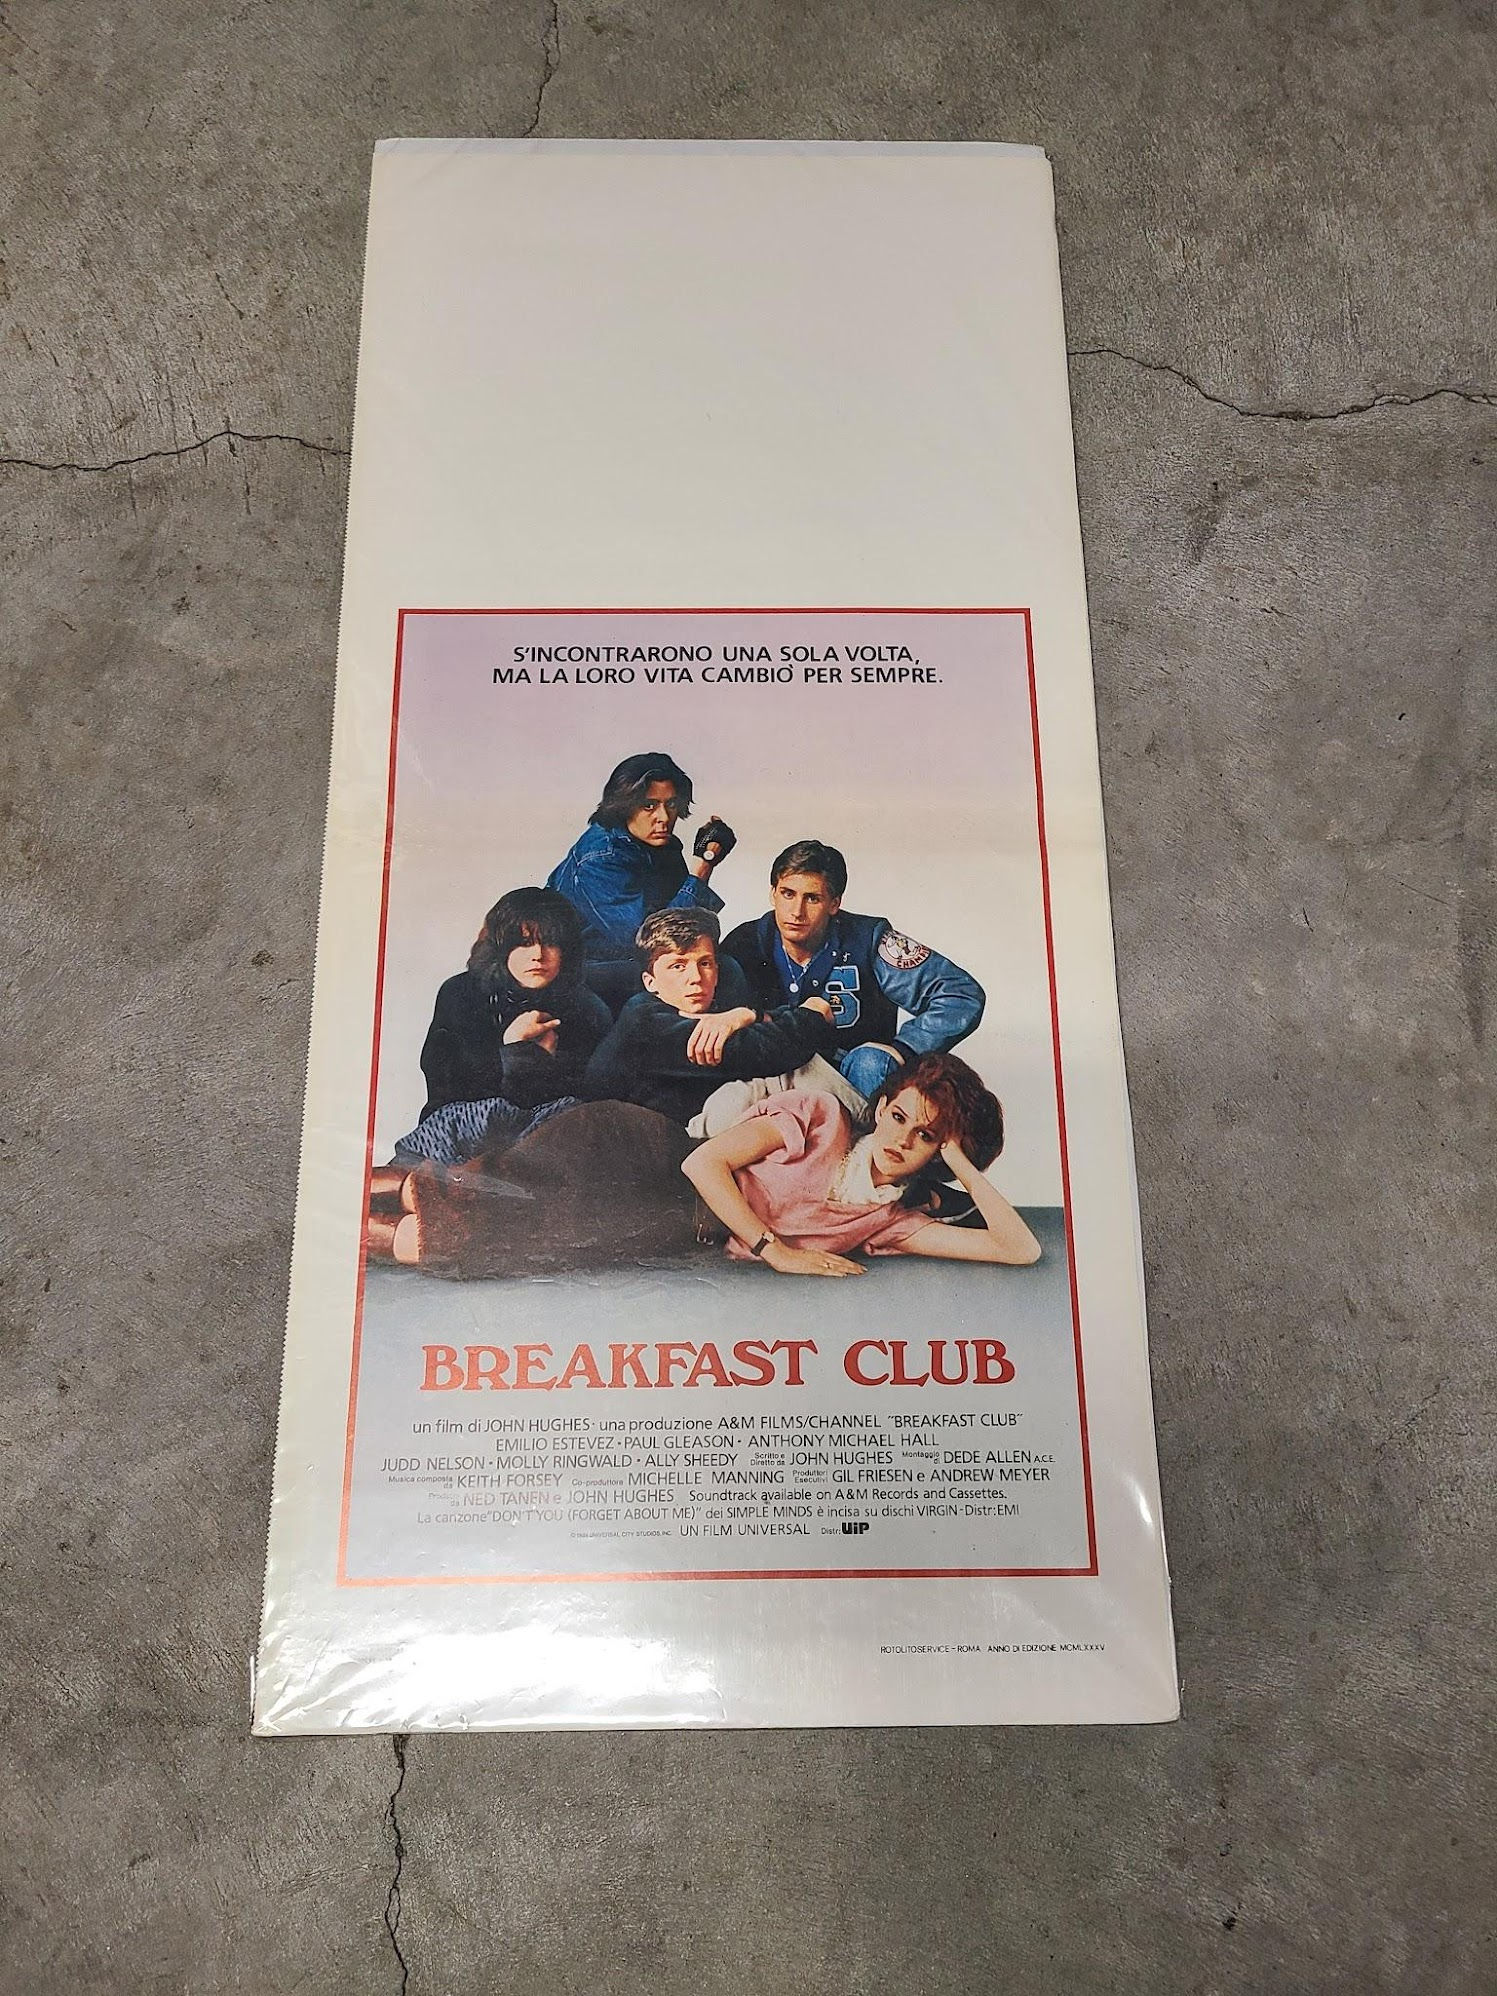 S'INCONTRARONO UNA SOLA VOLTA,
MA LA LORO VITA CAMBIÒ PER SEMPRE.
CHAMP
S
BREAKFAST CLUB
un film di JOHN HUGHES · una produzione A&M FILMS/CHANNEL "BREAKFAST CLUB"
EMILIO ESTEVEZ · PAUL GLEASON · ANTHONY MICHAEL HALL
JUDD NELSON · MOLLY RINGWALD · ALLY SHEEDY Scritto e Diretto da JOHN HUGHES Montaggio di DEDE ALLEN A.C.E.
Musica composta da KEITH FORSEY Co-produttore MICHELLE MANNING Produttori Esecutivi GIL FRIESEN e ANDREW MEYER
Prodotto da NED TANEN e JOHN HUGHES Soundtrack available on A&M Records and Cassettes.
La canzone "DON'T YOU (FORGET ABOUT ME)" dei SIMPLE MINDS è incisa su dischi VIRGIN - Distr: EMI
UNIVERSAL CITY STUDIOS, INC. UN FILM UNIVERSAL Distr: UIP
ROTOLITOSERVICE - ROMA ANNO DI EDIZIONE MCMLXXXV